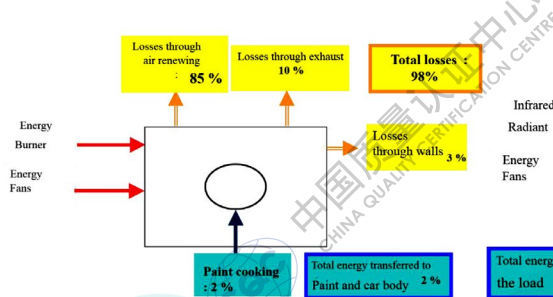 Losses through
air renewing
: 85 %
Losses through exhaust
10 %
Total losses :
98%
Energy
Burner
Energy
Fans
Losses
through walls 3 %
Infrared
Radiant
Energy
Fans
Paint cooking
: 2 %
Total energy transferred to
Paint and car body 2 %
Total energ
the load
中国质量认证中心
CHINA QUALITY CERTIFICATION CENTRE